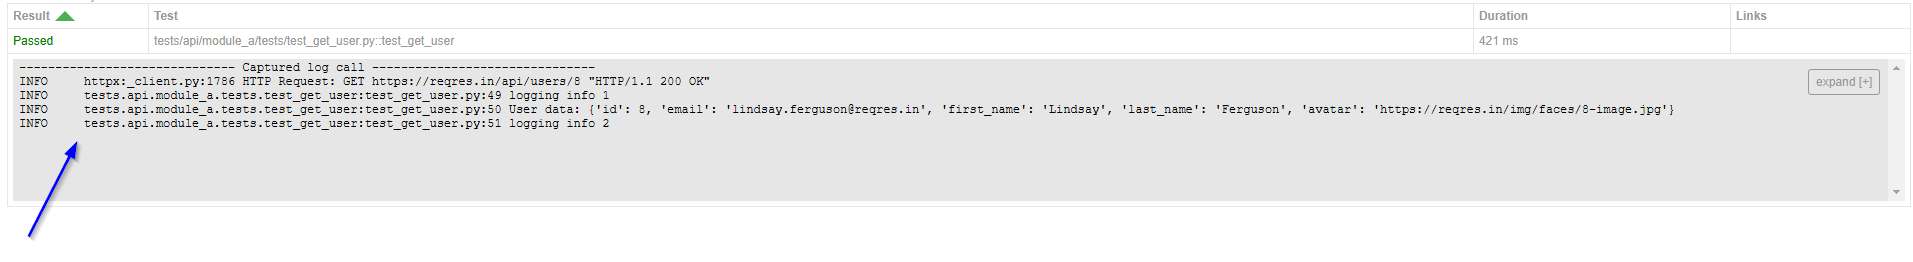 Result Test Duration Links
Passed tests/api/module_a/tests/test_get_user.py::test_get_user 421 ms
------------------------------ Captured log call -------------------------------
INFO     httpx:_client.py:1786 HTTP Request: GET https://reqres.in/api/users/8 "HTTP/1.1 200 OK"
expand [+]
INFO     tests.api.module_a.tests.test_get_user:test_get_user.py:49 logging info 1
INFO     tests.api.module_a.tests.test_get_user:test_get_user.py:50 User data: {'id': 8, 'email': 'lindsay.ferguson@reqres.in', 'first_name': 'Lindsay', 'last_name': 'Ferguson', 'avatar': 'https://reqres.in/img/faces/8-image.jpg'}
INFO     tests.api.module_a.tests.test_get_user:test_get_user.py:51 logging info 2